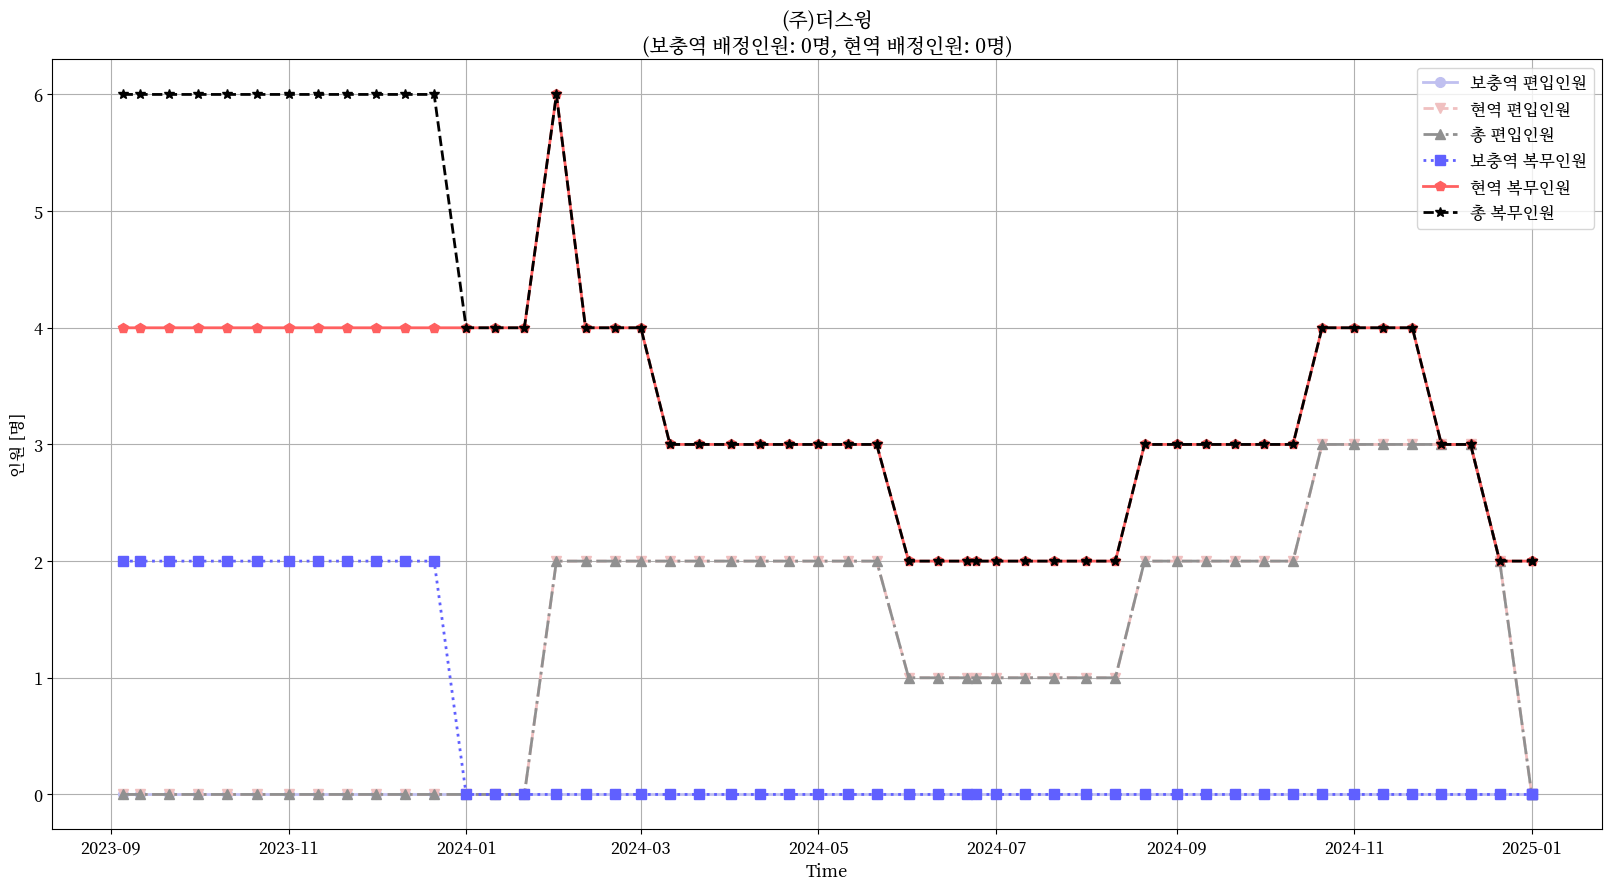 (주)더스윙
(보충역 배정인원: 0명, 현역 배정인원: 0명)
보충역 편입인원
현역 편입인원
총 편입인원
보충역 복무인원
현역 복무인원
총 복무인원
인원 [명]
6
5
4
3
2
1
0
2023-09
2023-11
2024-01
2024-03
2024-05
2024-07
2024-09
2024-11
2025-01
Time